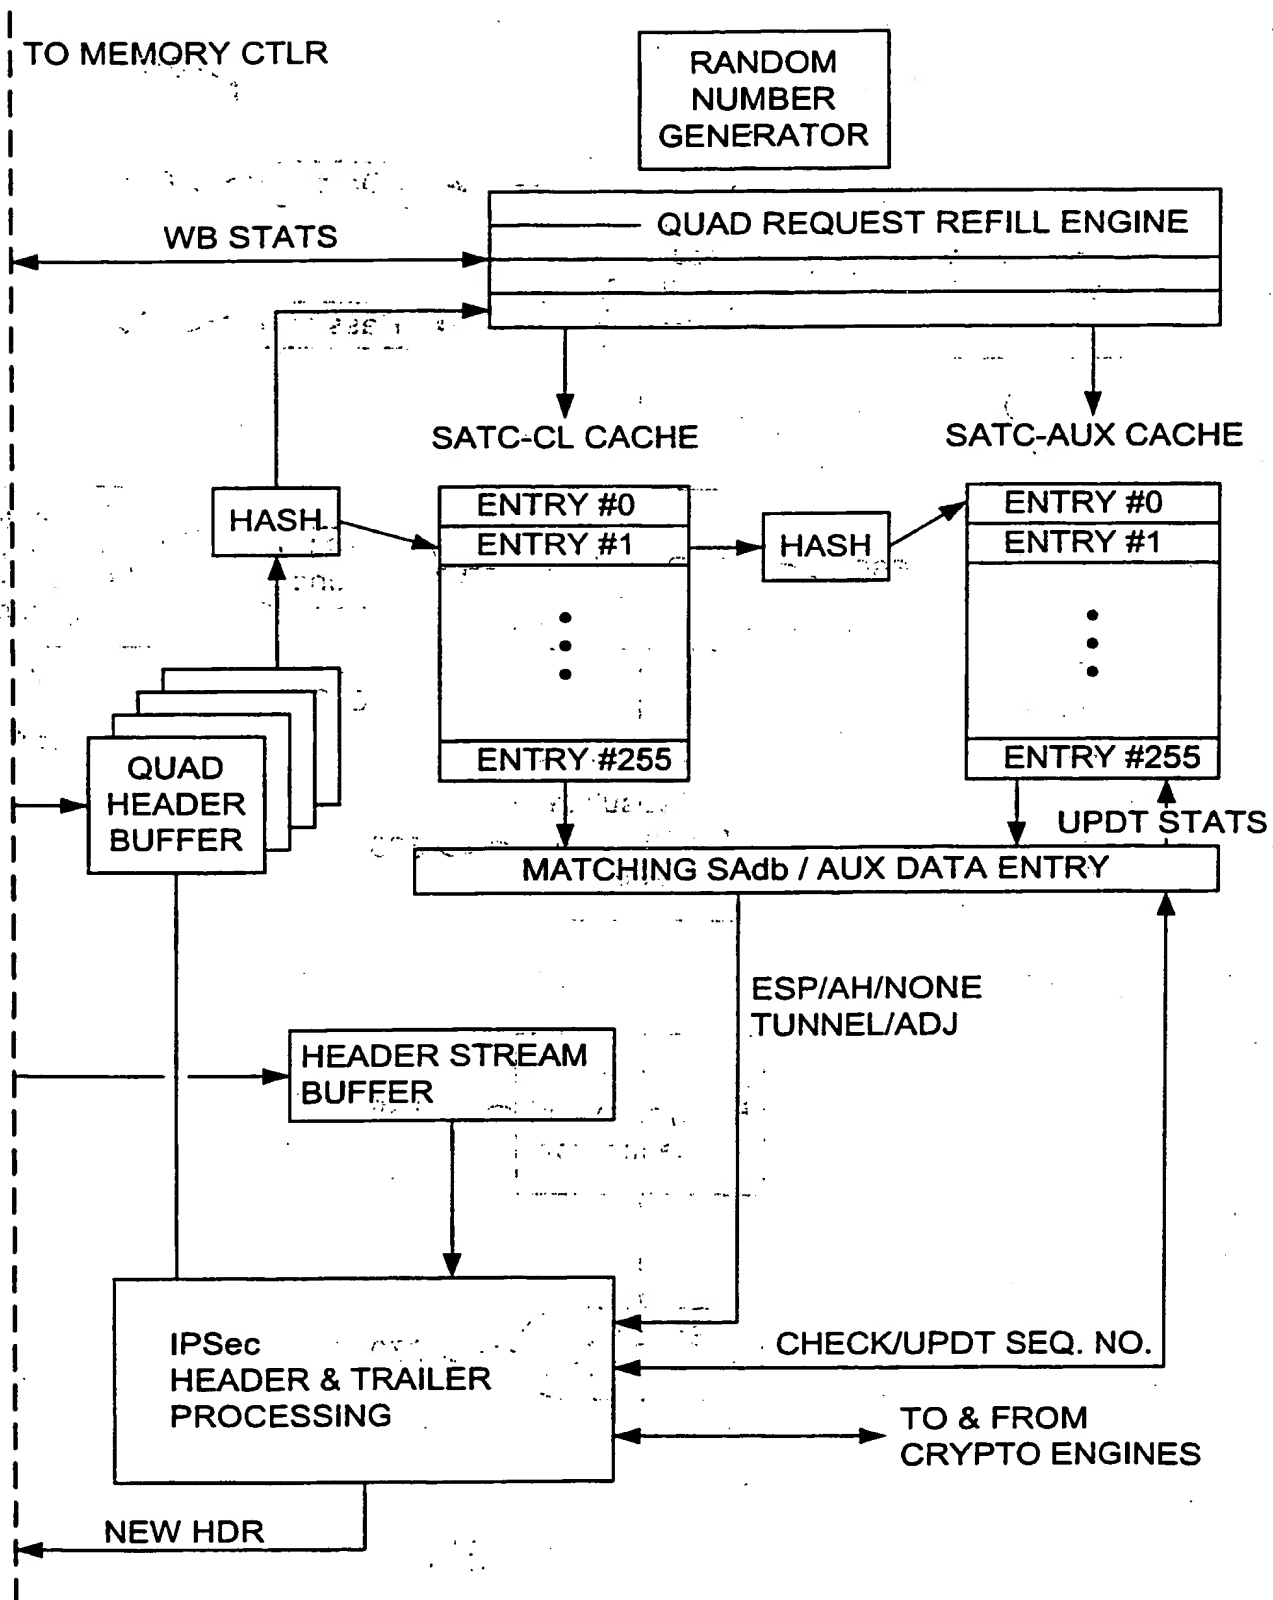 TO MEMORY CTLR
RANDOM
NUMBER
GENERATOR
QUAD REQUEST REFILL ENGINE
WB STATS
SATC-CL CACHE
SATC-AUX CACHE
HASH
ENTRY #0
ENTRY #1
ENTRY #255
HASH
ENTRY #0
ENTRY #1
ENTRY #255
QUAD
HEADER
BUFFER
UPDT STATS
MATCHING SAdb / AUX DATA ENTRY
ESP/AH/NONE
TUNNEL/ADJ
HEADER STREAM
BUFFER
IPSec
HEADER & TRAILER
PROCESSING
CHECK/UPDT SEQ. NO.
TO & FROM
CRYPTO ENGINES
NEW HDR